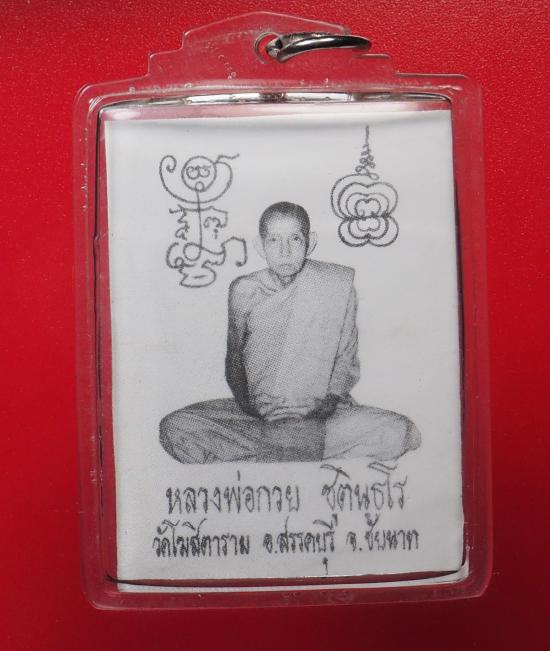 หลวงพ่อกวย ชุตินฺธโร
วัดโฆสิตาราม อ.สรรคบุรี จ.ชัยนาท